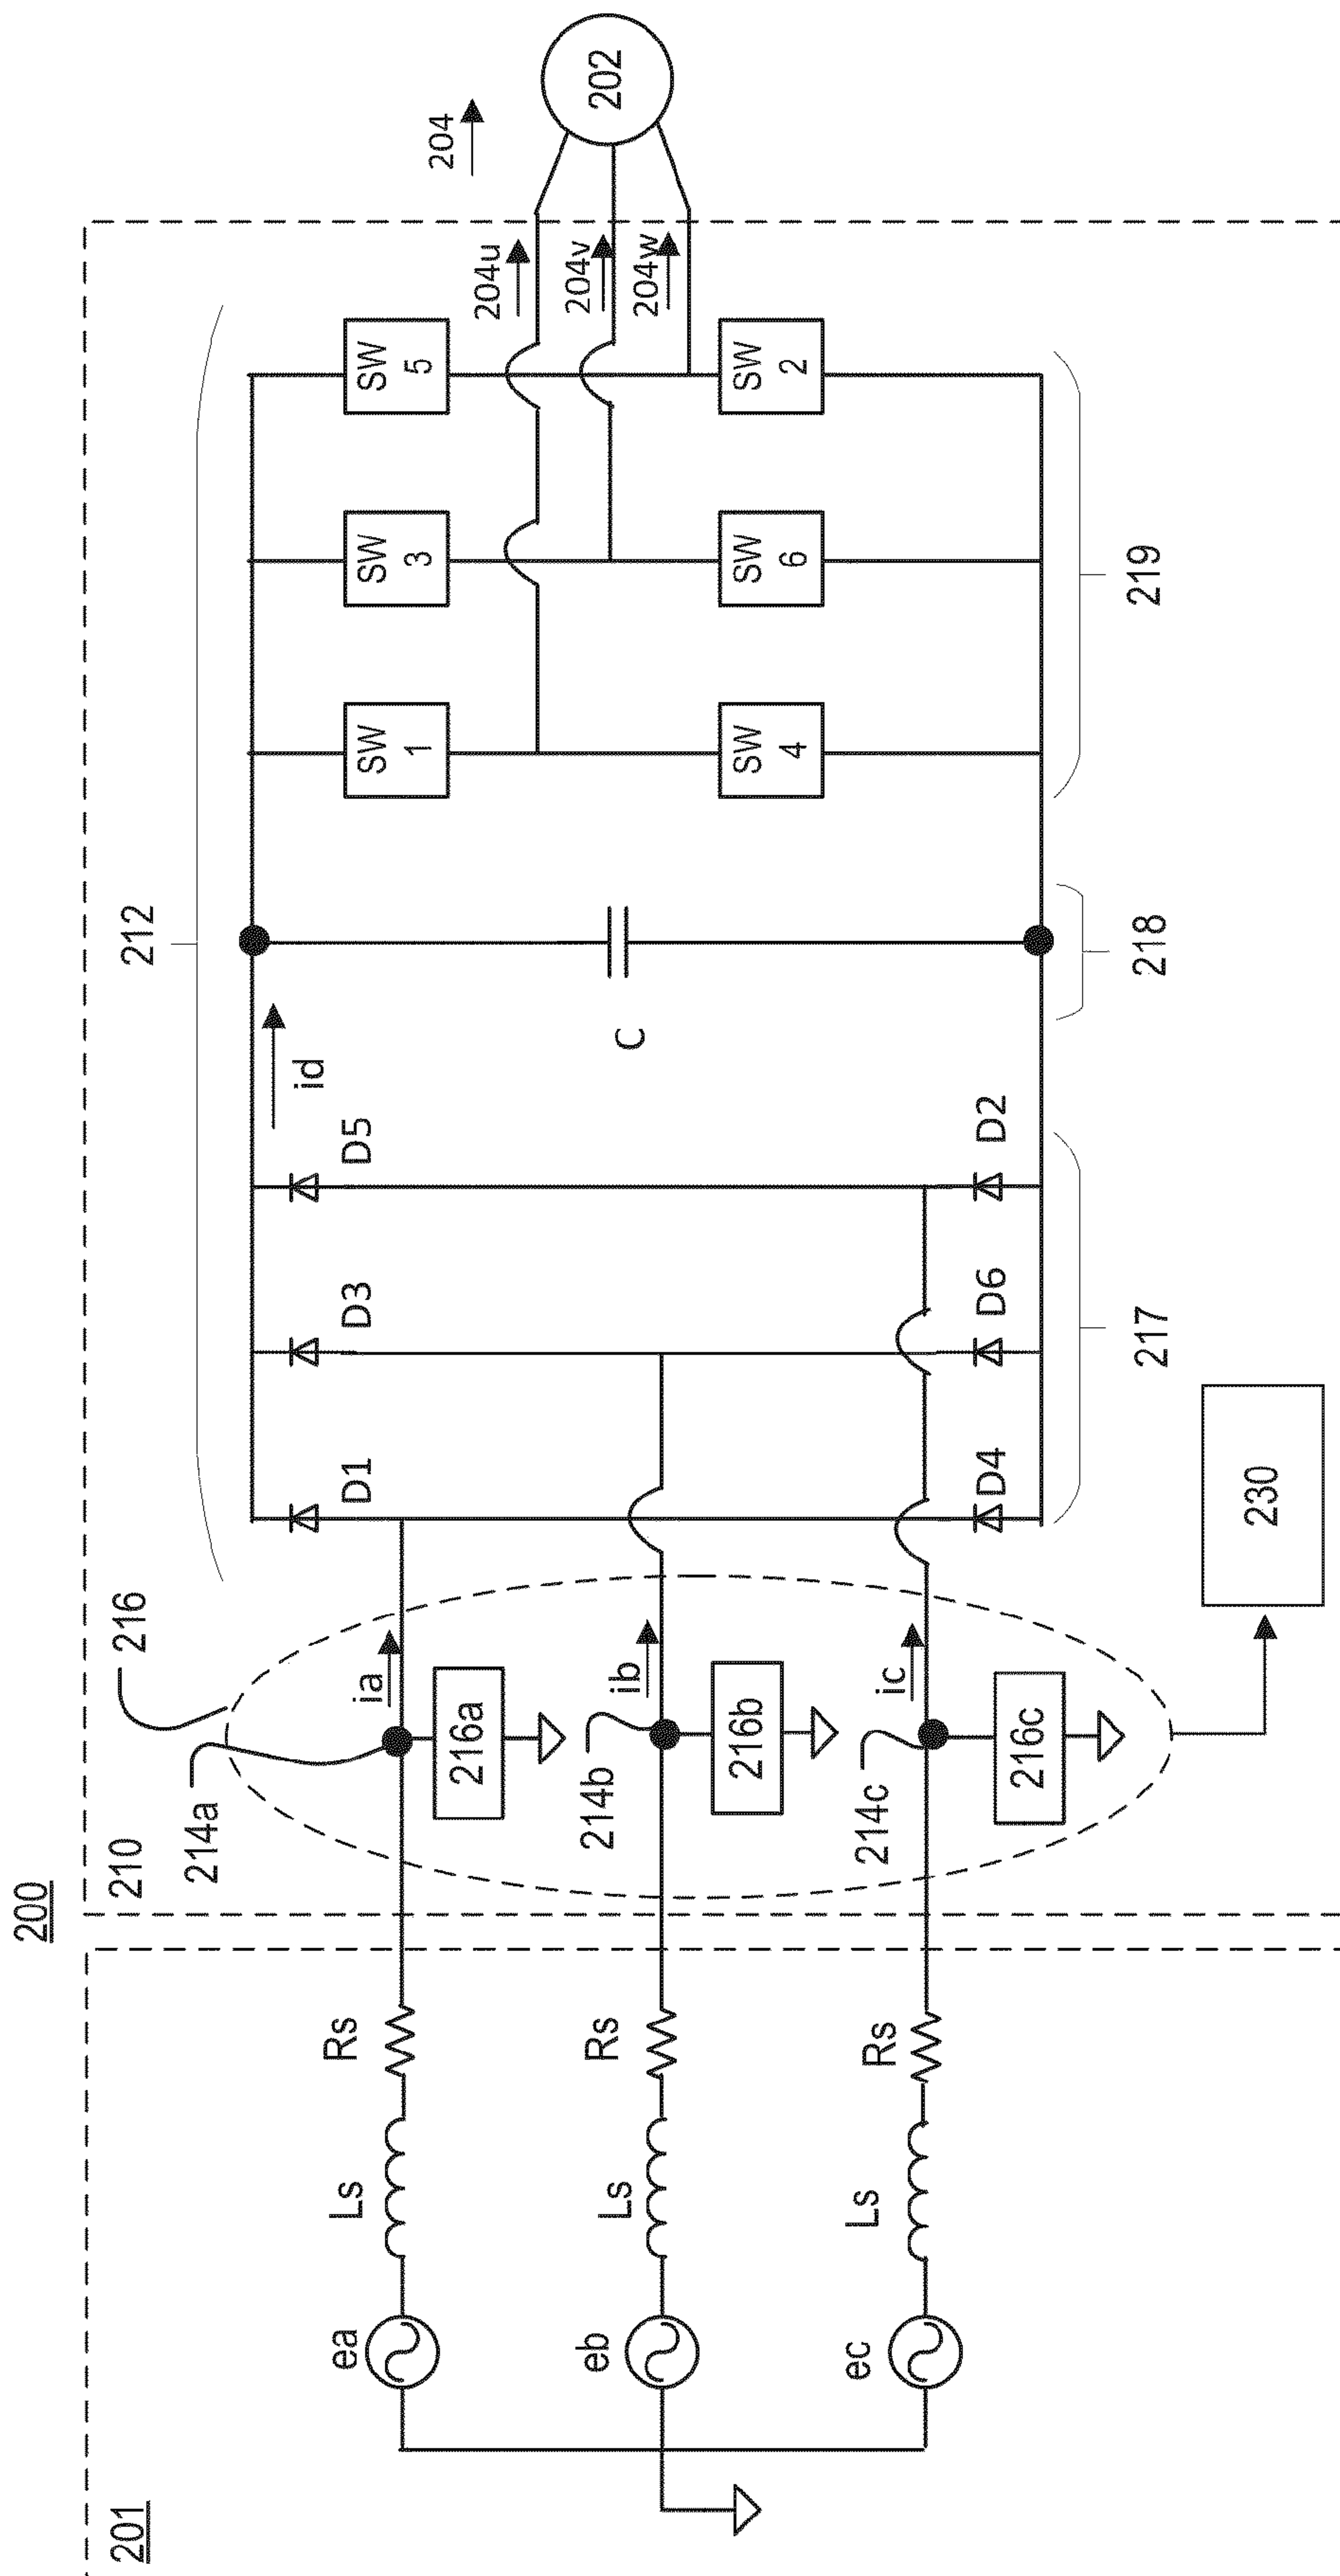 200
201
ea
Ls
Rs
eb
Ls
Rs
ec
Ls
Rs
210
216
214a
ia
216a
214b
ib
216b
214c
ic
216c
230
212
D1
D3
D5
D4
D6
D2
217
id
C
218
SW
1
SW
3
SW
5
SW
4
SW
6
SW
2
219
204u
204v
204w
204
202